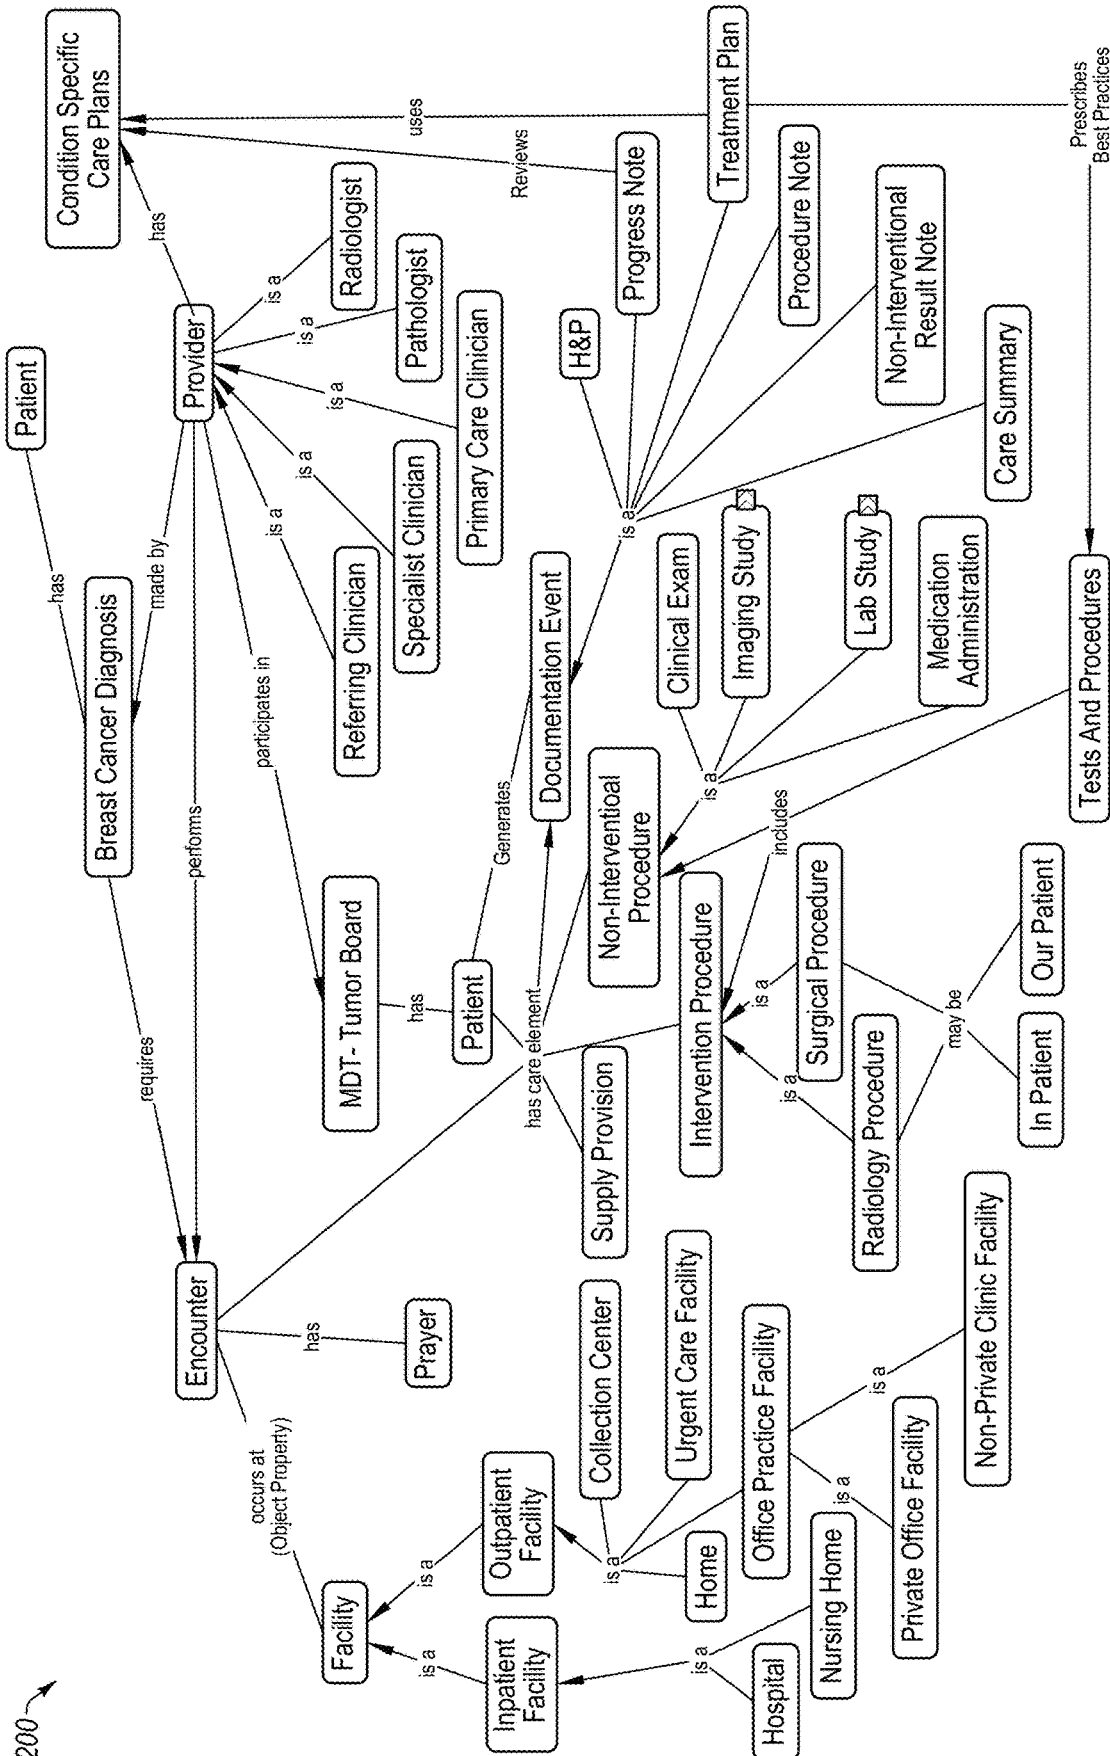 200
Patient
has
Breast Cancer Diagnosis
made by
requires
Encounter
performs
Provider
has
Condition Specific
Care Plans
is a
Radiologist
is a
Pathologist
is a
Primary Care Clinician
is a
Specialist Clinician
is a
Referring Clinician
participates in
MDT- Tumor Board
has
Patient
Generates
Documentation Event
has care element
occurs at
(Object Property)
has
Prayer
Facility
is a
Inpatient
Facility
is a
Outpatient
Facility
is a
Hospital
Nursing Home
is a
Collection Center
Urgent Care Facility
Home
Office Practice Facility
is a
Private Office Facility
is a
Non-Private Clinic Facility
Supply Provision
Intervention Procedure
Non-Interventioal
Procedure
is a
Radiology Procedure
is a
Surgical Procedure
may be
In Patient
Our Patient
includes
is a
Clinical Exam
Imaging Study
Lab Study
Medication
Administration
Tests And Procedures
is a
H&P
Progress Note
Treatment Plan
Procedure Note
Non-Interventional
Result Note
Care Summary
Reviews
uses
Prescribes
Best Practices